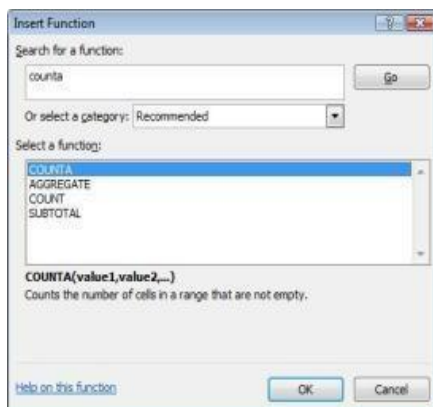 Insert Function
Search for a function:
counta
Go
Or select a category: Recommended
Select a function:
COUNTA
AGGREGATE
COUNT
SUBTOTAL
COUNTA(value1,value2,...)
Counts the number of cells in a range that are not empty.
Help on this function
OK
Cancel